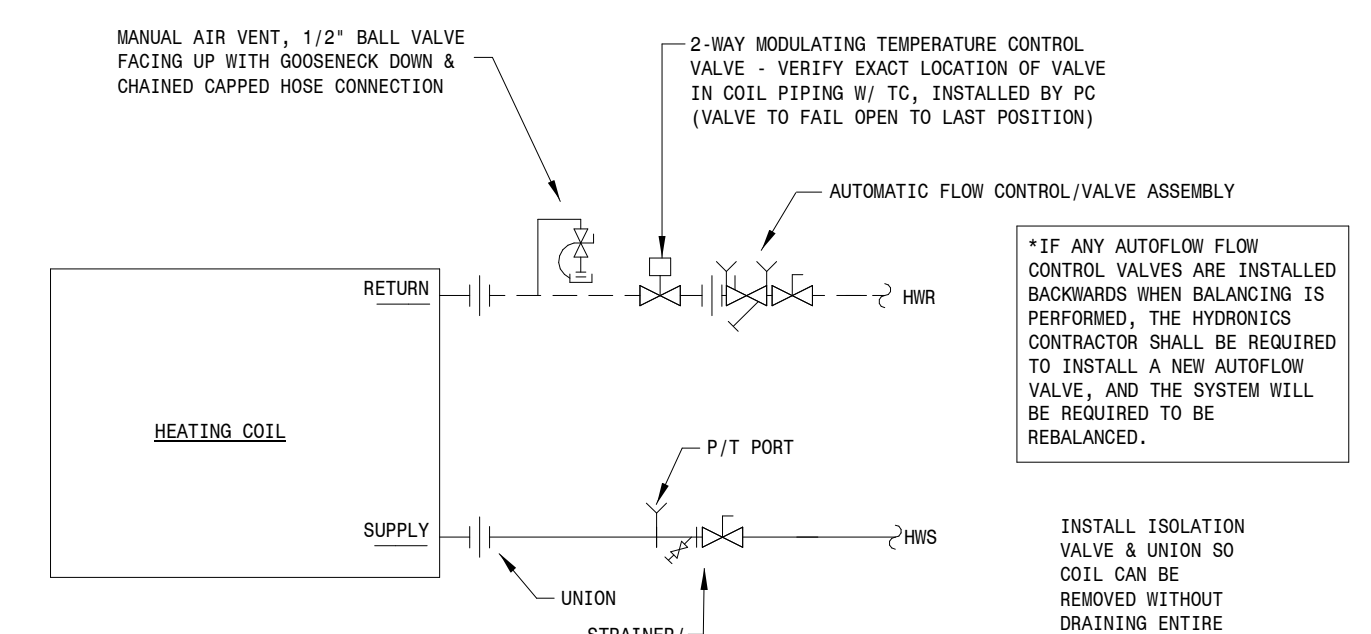 MANUAL AIR VENT, 1/2" BALL VALVE
FACING UP WITH GOOSENECK DOWN &
CHAINED CAPPED HOSE CONNECTION
2-WAY MODULATING TEMPERATURE CONTROL
VALVE - VERIFY EXACT LOCATION OF VALVE
IN COIL PIPING W/ TC, INSTALLED BY PC
(VALVE TO FAIL OPEN TO LAST POSITION)
AUTOMATIC FLOW CONTROL/VALVE ASSEMBLY
*IF ANY AUTOFLOW FLOW
CONTROL VALVES ARE INSTALLED
BACKWARDS WHEN BALANCING IS
PERFORMED, THE HYDRONICS
CONTRACTOR SHALL BE REQUIRED
TO INSTALL A NEW AUTOFLOW
VALVE, AND THE SYSTEM WILL
BE REQUIRED TO BE
REBALANCED.
RETURN
HWR
HEATING COIL
P/T PORT
SUPPLY
HWS
UNION
STRAINER/
INSTALL ISOLATION
VALVE & UNION SO
COIL CAN BE
REMOVED WITHOUT
DRAINING ENTIRE